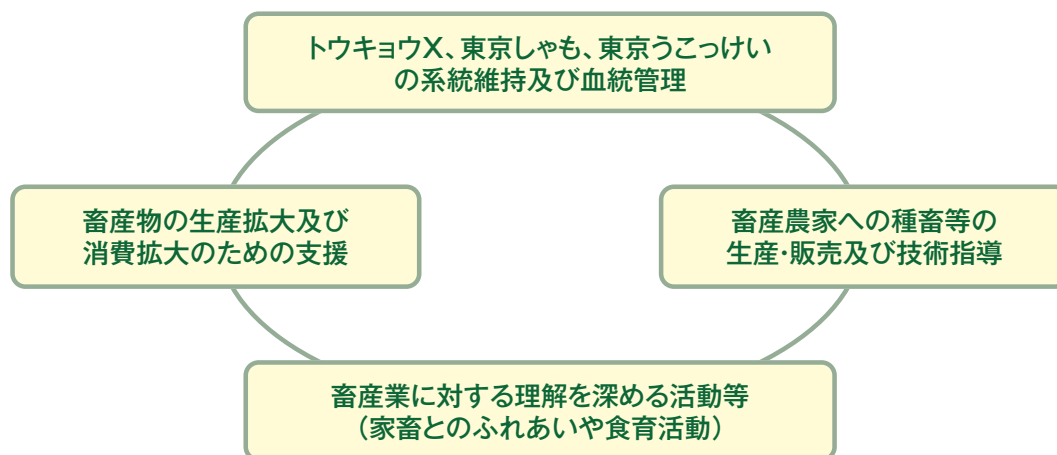 トウキョウX、東京しゃも、東京うこっけい
の系統維持及び血統管理
畜産物の生産拡大及び
消費拡大のための支援
畜産農家への種畜等の
生産・販売及び技術指導
畜産業に対する理解を深める活動等
（家畜とのふれあいや食育活動）